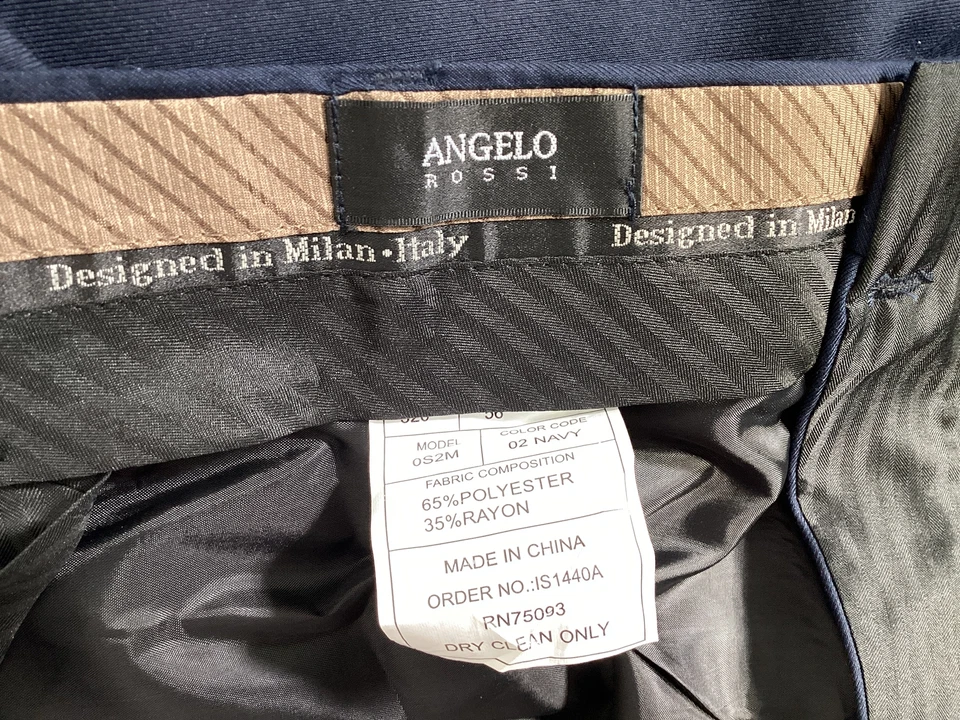 ANGELO
ROSSI
Designed in Milan•Italy
Designed in Milan
MODEL
0S2M
COLOR CODE
02 NAVY
FABRIC COMPOSITION
65%POLYESTER
35%RAYON
MADE IN CHINA
ORDER NO.:IS1440A
RN75093
DRY CLEAN ONLY